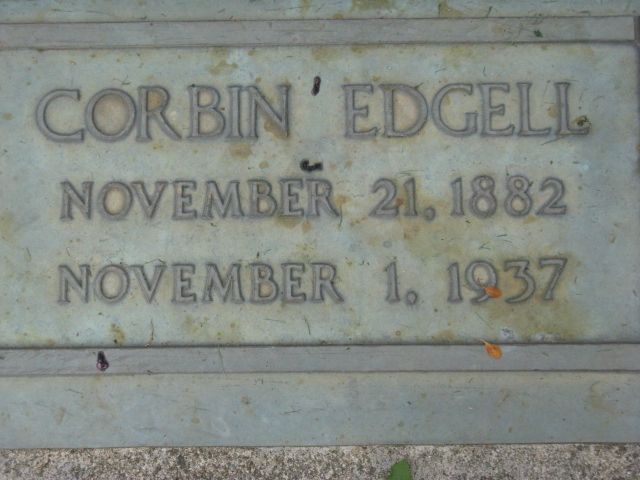 CORBIN EDGELL
NOVEMBER 21, 1882
NOVEMBER 1, 1937